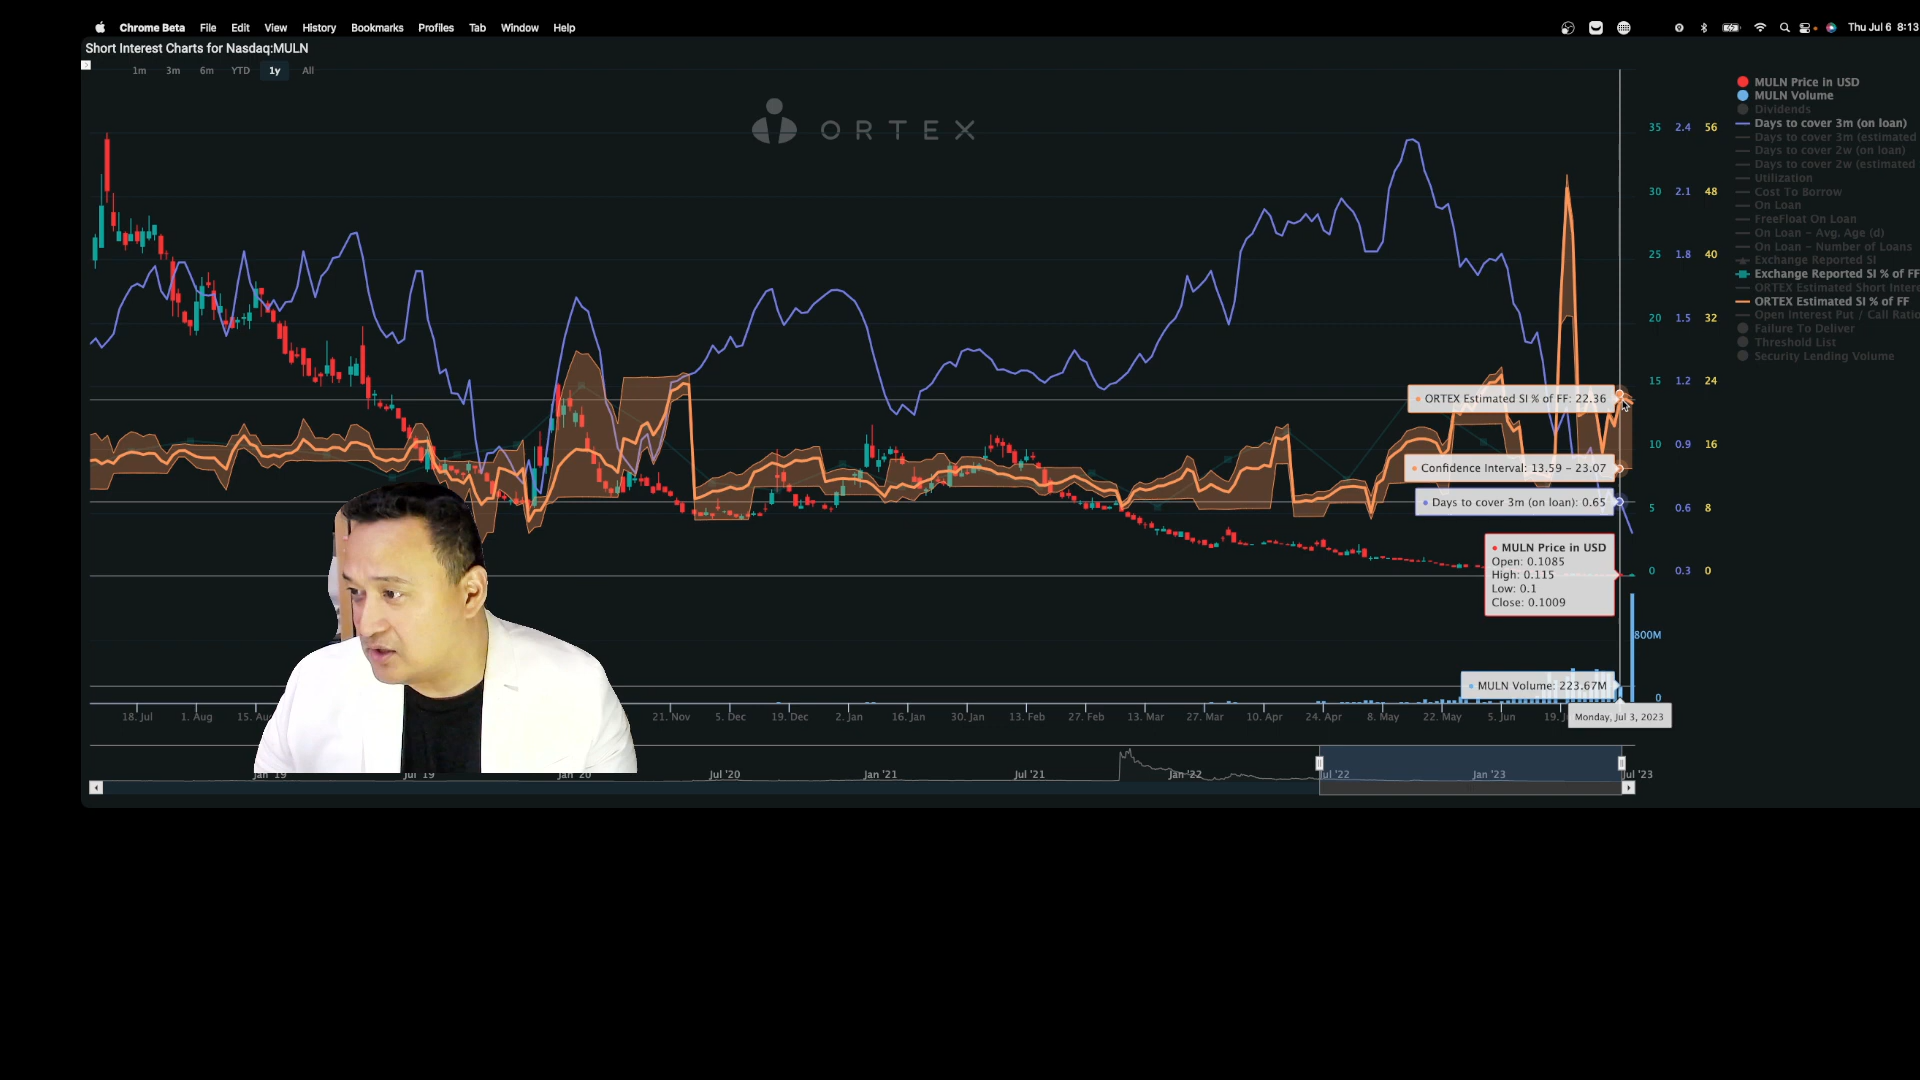 Chrome Beta File Edit View History Bookmarks Profiles Tab Window Help Thu Jul 6 8:13
Short Interest Charts for Nasdaq:MULN
1m 3m 6m YTD 1y All
ORTEX
35 2.4 56
30 2.1 48
25 1.8 40
20 1.5 32
15 1.2 24
10 0.9 16
5 0.6 8
0 0.3 0
800M
0
MULN Price in USD
MULN Volume
Dividends
Days to cover 3m (on loan)
Days to cover 3m (estimated
Days to cover 2w (on loan)
Days to cover 2w (estimated
Utilization
Cost To Borrow
On Loan
FreeFloat On Loan
On Loan - Avg. Age (d)
On Loan - Number of Loans
Exchange Reported SI
Exchange Reported SI % of FF
ORTEX Estimated Short Intere
ORTEX Estimated SI % of FF
Open Interest Put / Call Ratio
Failure To Deliver
Threshold List
Security Lending Volume
ORTEX Estimated SI % of FF: 22.36
Confidence Interval: 13.59 - 23.07
Days to cover 3m (on loan): 0.65
MULN Price in USD
Open: 0.1085
High: 0.115
Low: 0.1
Close: 0.1009
MULN Volume: 223.67M
18. Jul 1. Aug 15. Au 21. Nov 5. Dec 19. Dec 2. Jan 16. Jan 30. Jan 13. Feb 27. Feb 13. Mar 27. Mar 10. Apr 24. Apr 8. May 22. May 5. Jun 19. J Monday, Jul 3, 2023
Jan '19 Jul '19 Jan '20 Jul '20 Jan '21 Jul '21 Jan '22 Jul '22 Jan '23 Jul '23